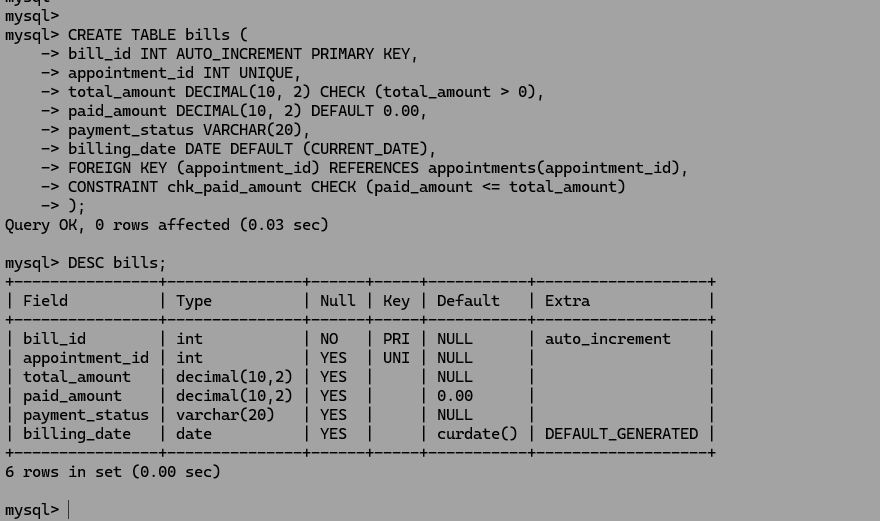 mysql>
mysql>
mysql> CREATE TABLE bills (
    -> bill_id INT AUTO_INCREMENT PRIMARY KEY,
    -> appointment_id INT UNIQUE,
    -> total_amount DECIMAL(10, 2) CHECK (total_amount > 0),
    -> paid_amount DECIMAL(10, 2) DEFAULT 0.00,
    -> payment_status VARCHAR(20),
    -> billing_date DATE DEFAULT (CURRENT_DATE),
    -> FOREIGN KEY (appointment_id) REFERENCES appointments(appointment_id),
    -> CONSTRAINT chk_paid_amount CHECK (paid_amount <= total_amount)
    -> );
Query OK, 0 rows affected (0.03 sec)
mysql> DESC bills;
+----------------+---------------+------+-----+-----------+-------------------+
| Field          | Type          | Null | Key | Default   | Extra             |
+----------------+---------------+------+-----+-----------+-------------------+
| bill_id        | int           | NO   | PRI | NULL      | auto_increment    |
| appointment_id | int           | YES  | UNI | NULL      |                   |
| total_amount   | decimal(10,2) | YES  |     | NULL      |                   |
| paid_amount    | decimal(10,2) | YES  |     | 0.00      |                   |
| payment_status | varchar(20)   | YES  |     | NULL      |                   |
| billing_date   | date          | YES  |     | curdate() | DEFAULT_GENERATED |
+----------------+---------------+------+-----+-----------+-------------------+
6 rows in set (0.00 sec)
mysql>